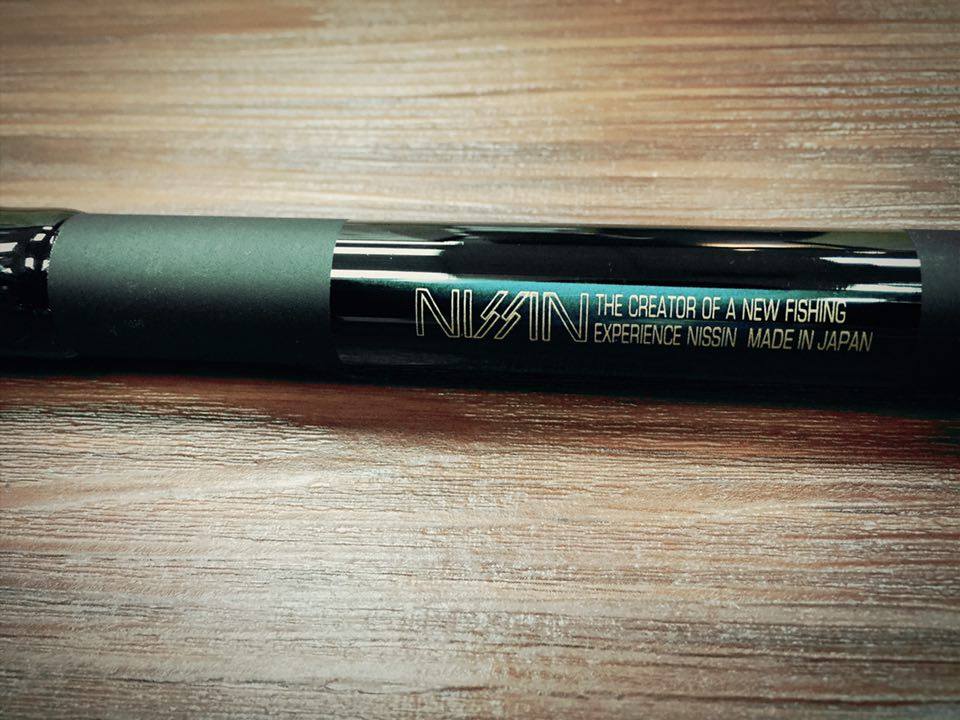 NISSIN
THE CREATOR OF A NEW FISHING
EXPERIENCE NISSIN MADE IN JAPAN